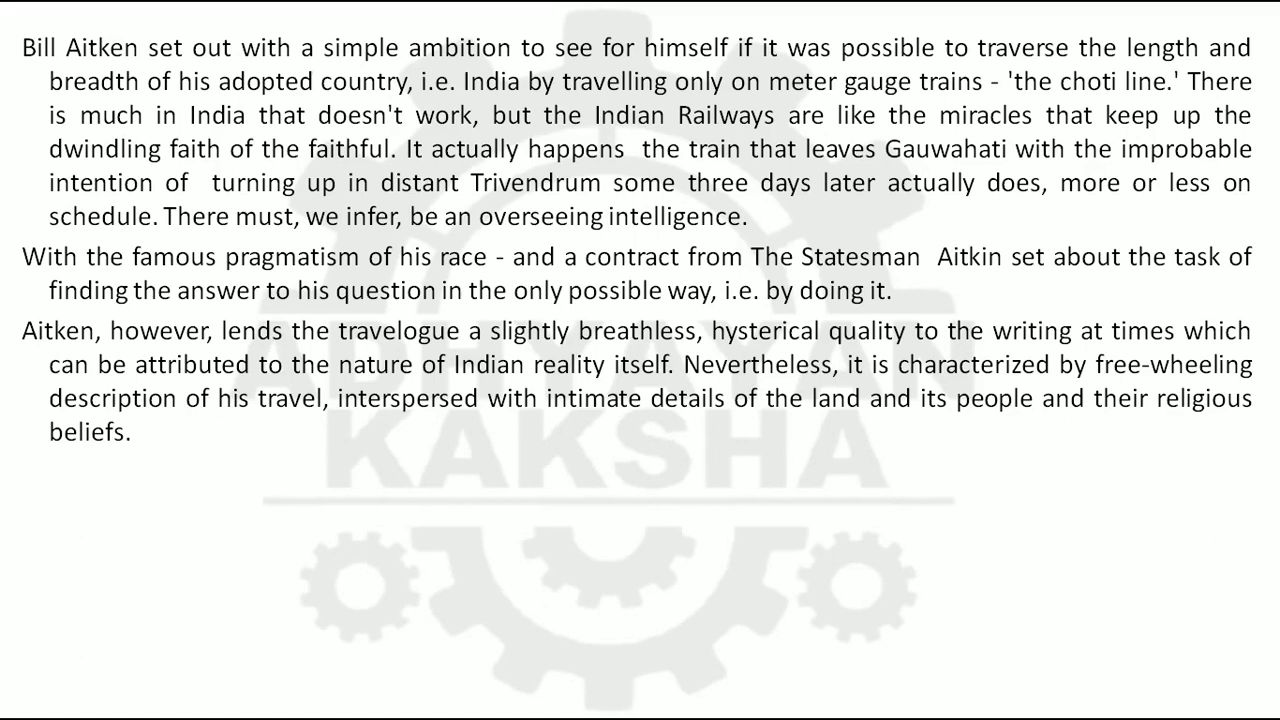 Bill Aitken set out with a simple ambition to see for himself if it was possible to traverse the length and
breadth of his adopted country, i.e. India by travelling only on meter gauge trains - 'the choti line.' There
is much in India that doesn't work, but the Indian Railways are like the miracles that keep up the
dwindling faith of the faithful. It actually happens  the train that leaves Gauwahati with the improbable
intention of  turning up in distant Trivendrum some three days later actually does, more or less on
schedule. There must, we infer, be an overseeing intelligence.
With the famous pragmatism of his race - and a contract from The Statesman  Aitkin set about the task of
finding the answer to his question in the only possible way, i.e. by doing it.
Aitken, however, lends the travelogue a slightly breathless, hysterical quality to the writing at times which
can be attributed to the nature of Indian reality itself. Nevertheless, it is characterized by free-wheeling
description of his travel, interspersed with intimate details of the land and its people and their religious
beliefs.
ADHYAYAN
KAKSHA